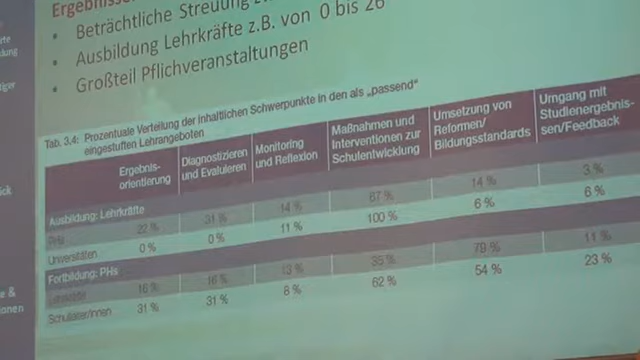 Ergebnisse
• Beträchtliche Streuung
• Ausbildung Lehrkräfte z.B. von 0 bis 26
• Großteil Pflichveranstaltungen
Tab. 3,4: Prozentuale Verteilung der inhaltlichen Schwerpunkte in den als „passend“
eingestuften Lehrangeboten
Ergebnis-
orientierung
Diagnostizieren
und Evaluieren
Monitoring
und Reflexion
Maßnahmen und
Interventionen zur
Schulentwicklung
Umsetzung von
Reformen/
Bildungsstandards
Umgang mit
Studienergebnis-
sen/Feedback
Ausbildung: Lehrkräfte
PHs 22 % 31 % 14 % 67 % 14 % 3 %
Universitäten 0 % 0 % 11 % 100 % 6 % 6 %
Fortbildung: PHs
Lehrkräfte 16 % 16 % 13 % 35 % 79 % 11 %
Schulleiter/innen 31 % 31 % 8 % 62 % 54 % 23 %